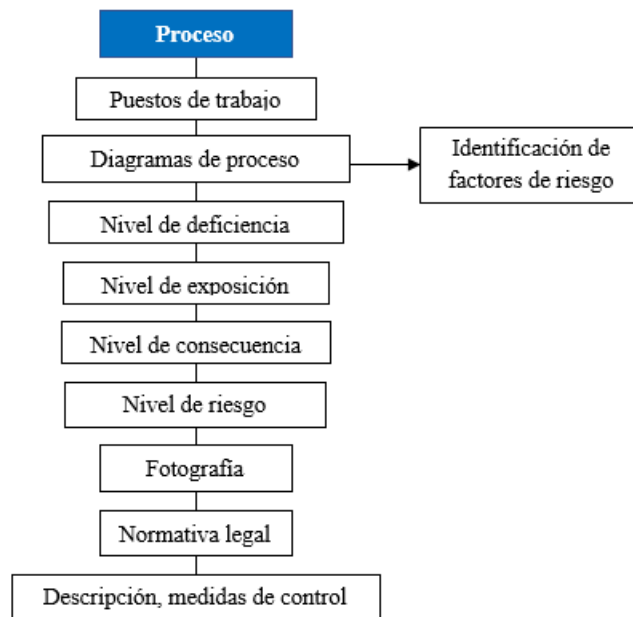 Proceso
Puestos de trabajo
Diagramas de proceso
Identificación de
factores de riesgo
Nivel de deficiencia
Nivel de exposición
Nivel de consecuencia
Nivel de riesgo
Fotografía
Normativa legal
Descripción, medidas de control